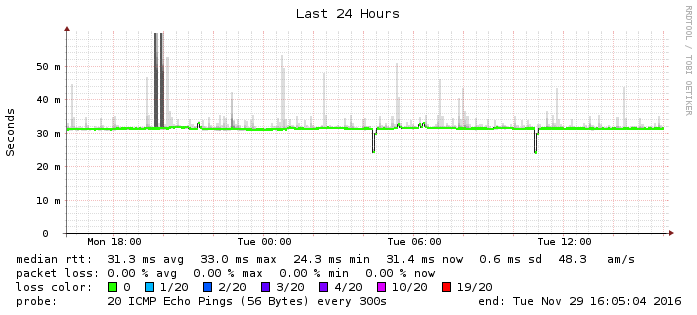 Last 24 Hours
RRDTOOL / TOBI OETIKER
Seconds
50 m
40 m
30 m
20 m
10 m
0
Mon 18:00 Tue 00:00 Tue 06:00 Tue 12:00
median rtt: 31.3 ms avg 33.0 ms max 24.3 ms min 31.4 ms now 0.6 ms sd 48.3 am/s
packet loss: 0.00 % avg 0.00 % max 0.00 % min 0.00 % now
loss color: 0 1/20 2/20 3/20 4/20 10/20 19/20
probe: 20 ICMP Echo Pings (56 Bytes) every 300s end: Tue Nov 29 16:05:04 2016